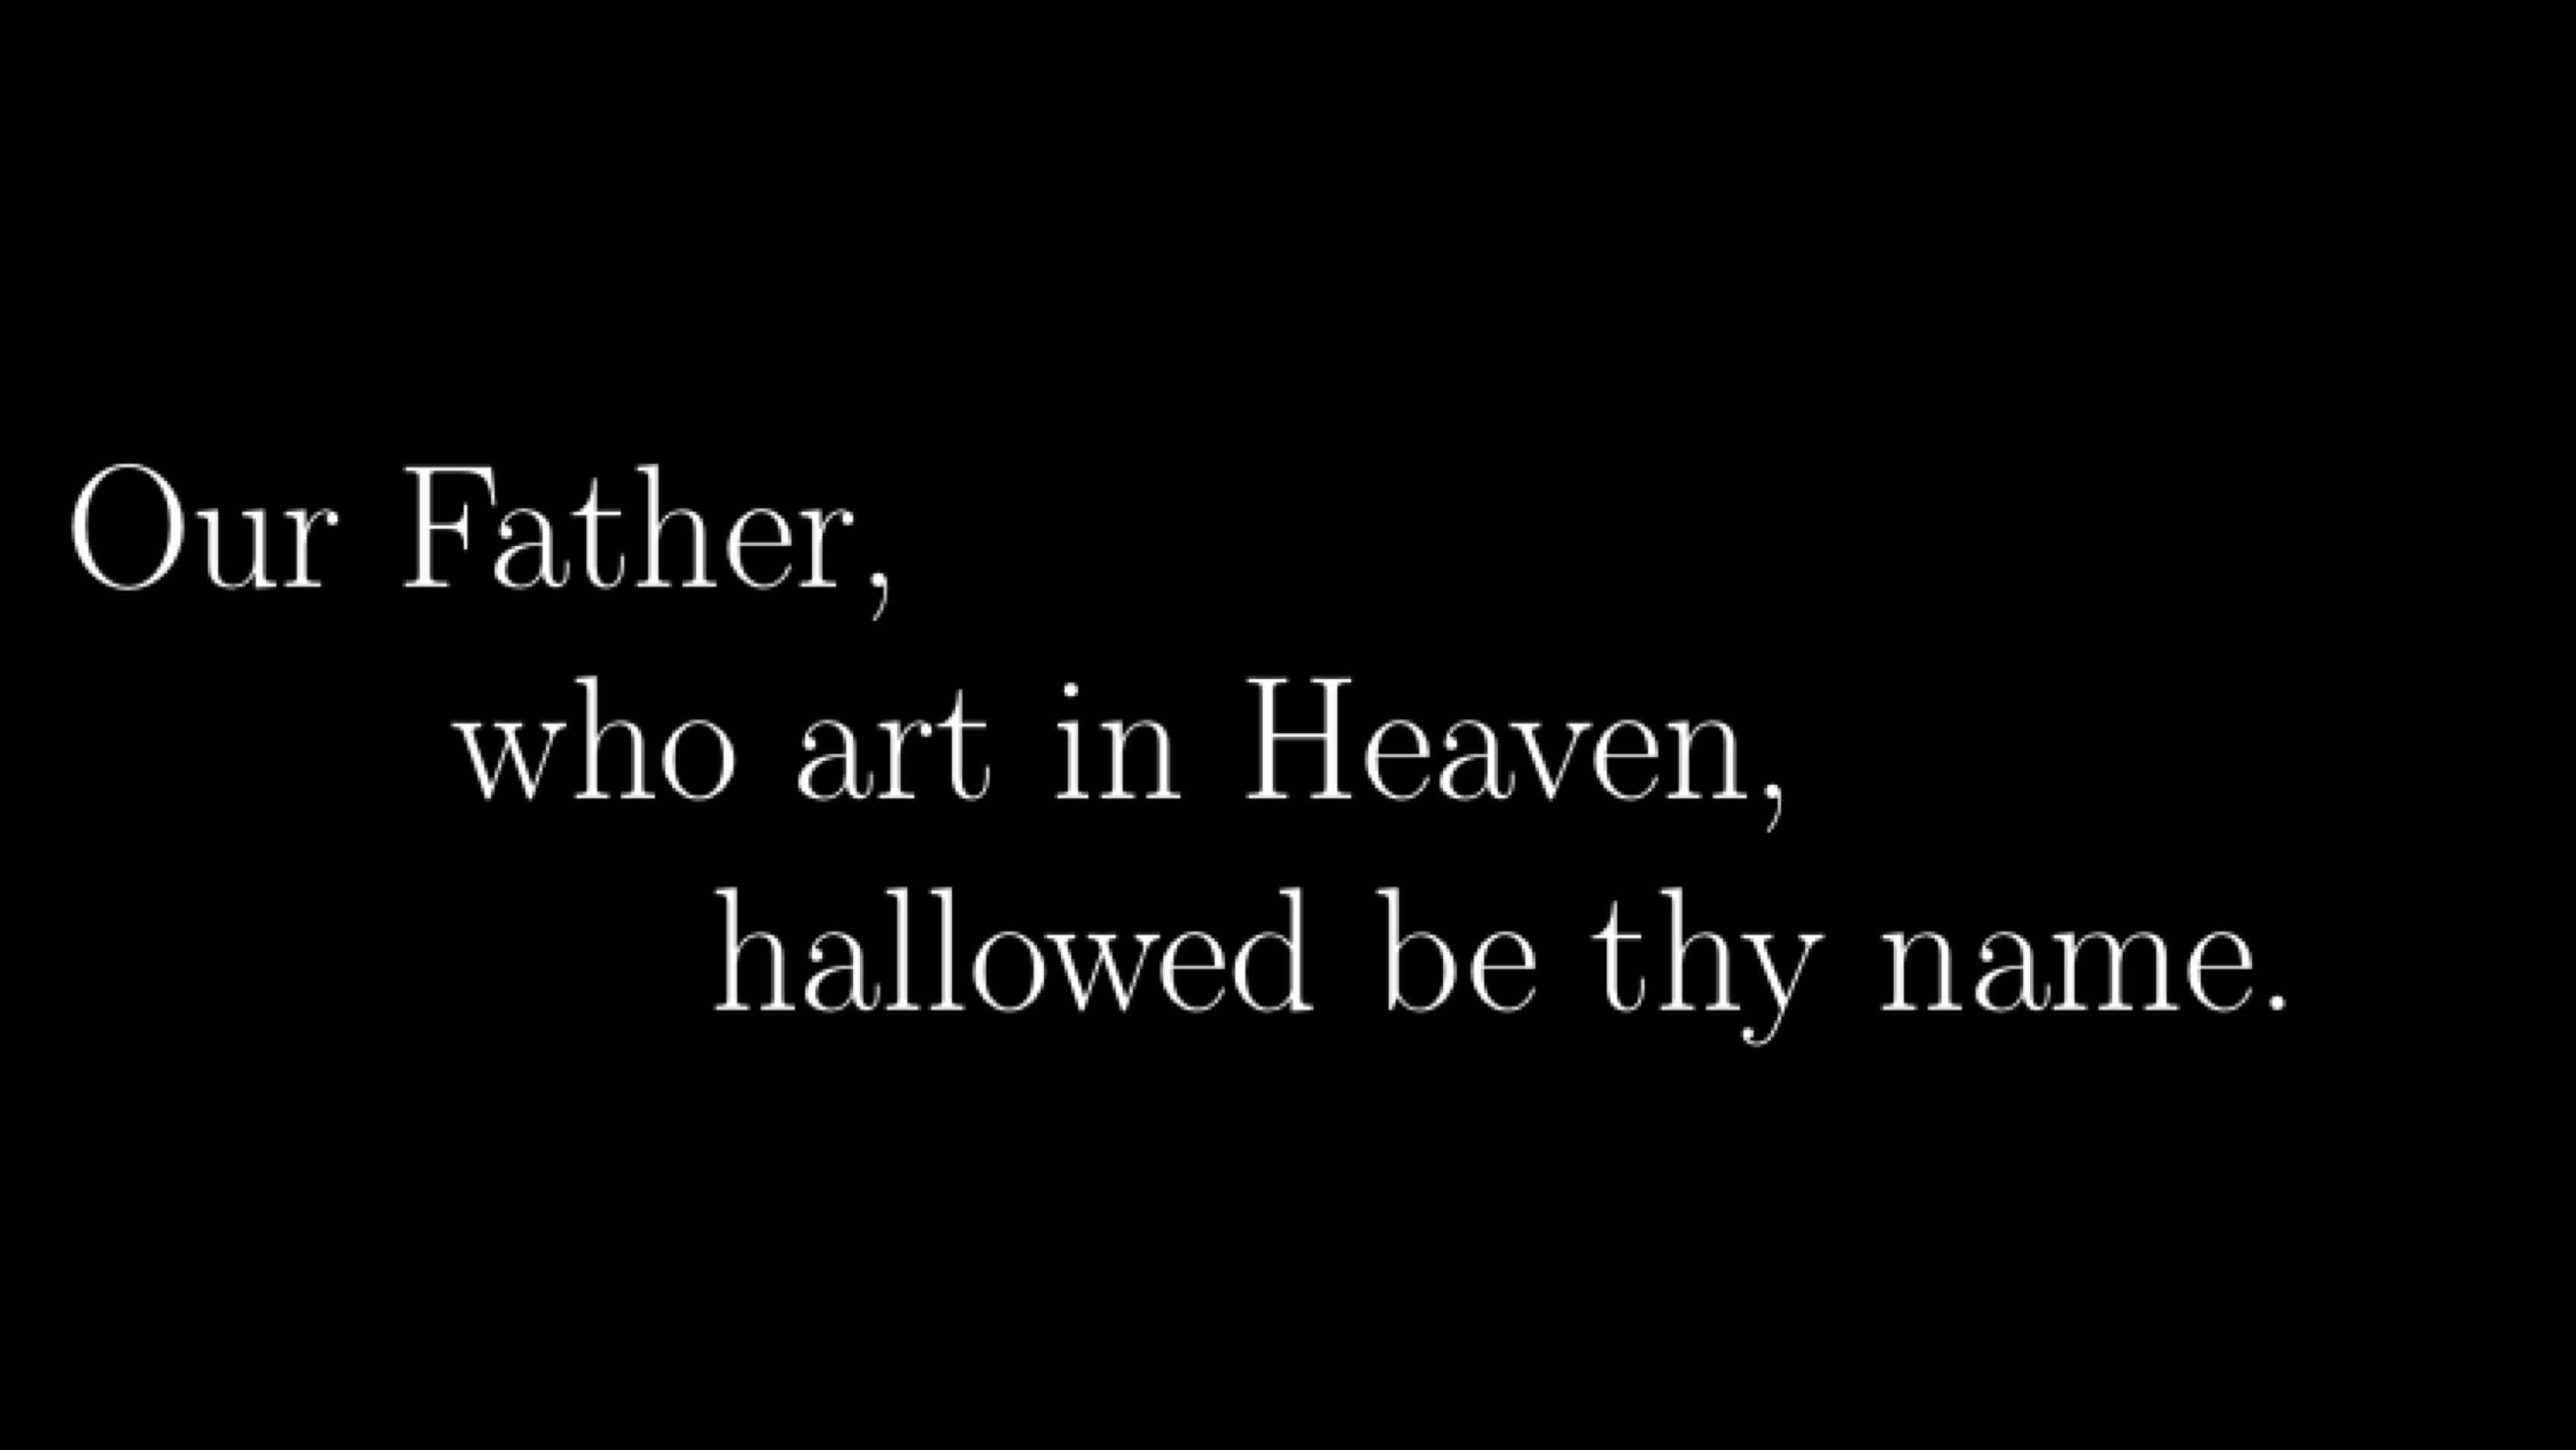 Our Father,
who art in Heaven,
hallowed be thy name.